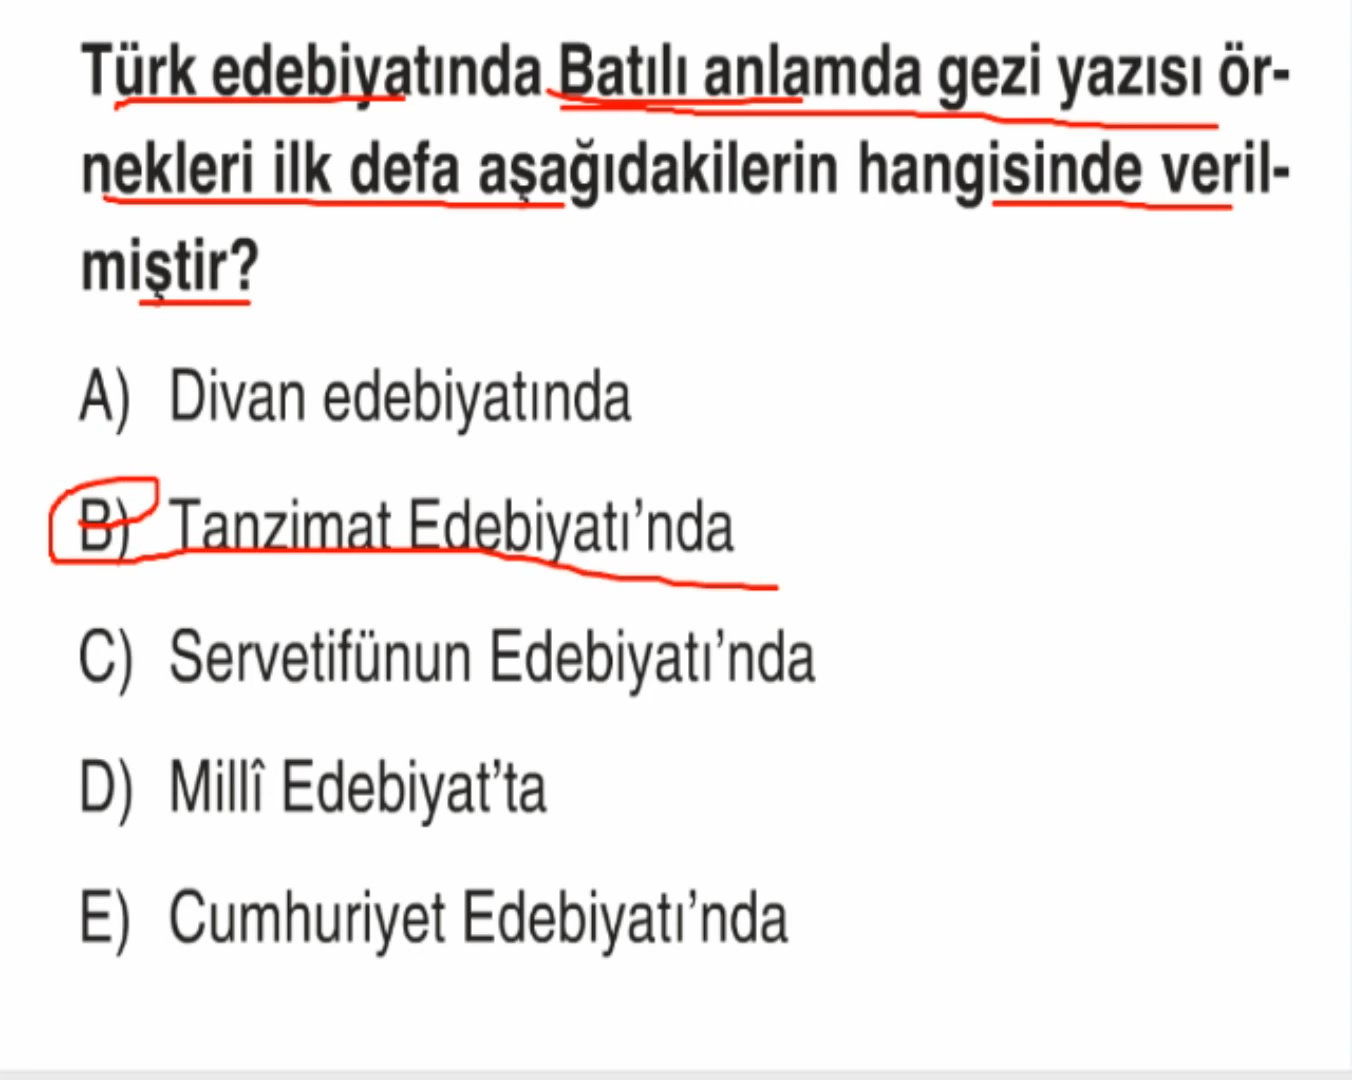 Türk edebiyatında Batılı anlamda gezi yazısı ör-
nekleri ilk defa aşağıdakilerin hangisinde veril-
miştir?
A) Divan edebiyatında
B) Tanzimat Edebiyatı’nda
C) Servetifünun Edebiyatı’nda
D) Millî Edebiyat’ta
E) Cumhuriyet Edebiyatı’nda